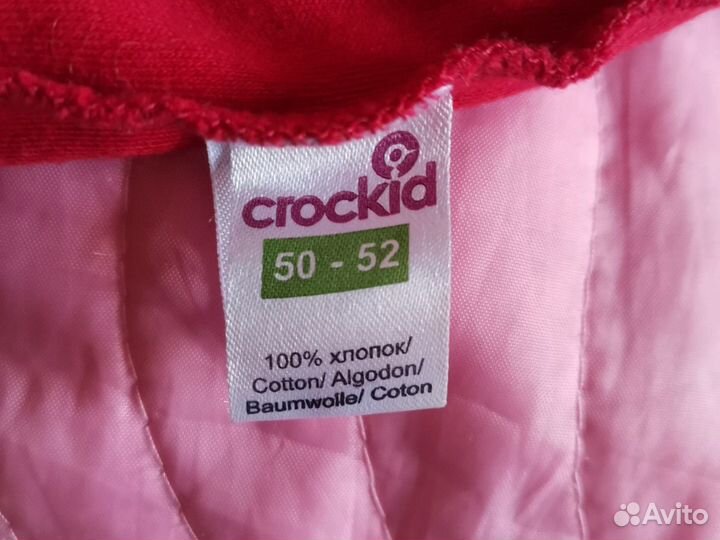 crockid
50 - 52
100% хлопок/
Cotton/ Algodon/
Baumwolle/ Coton
Avito